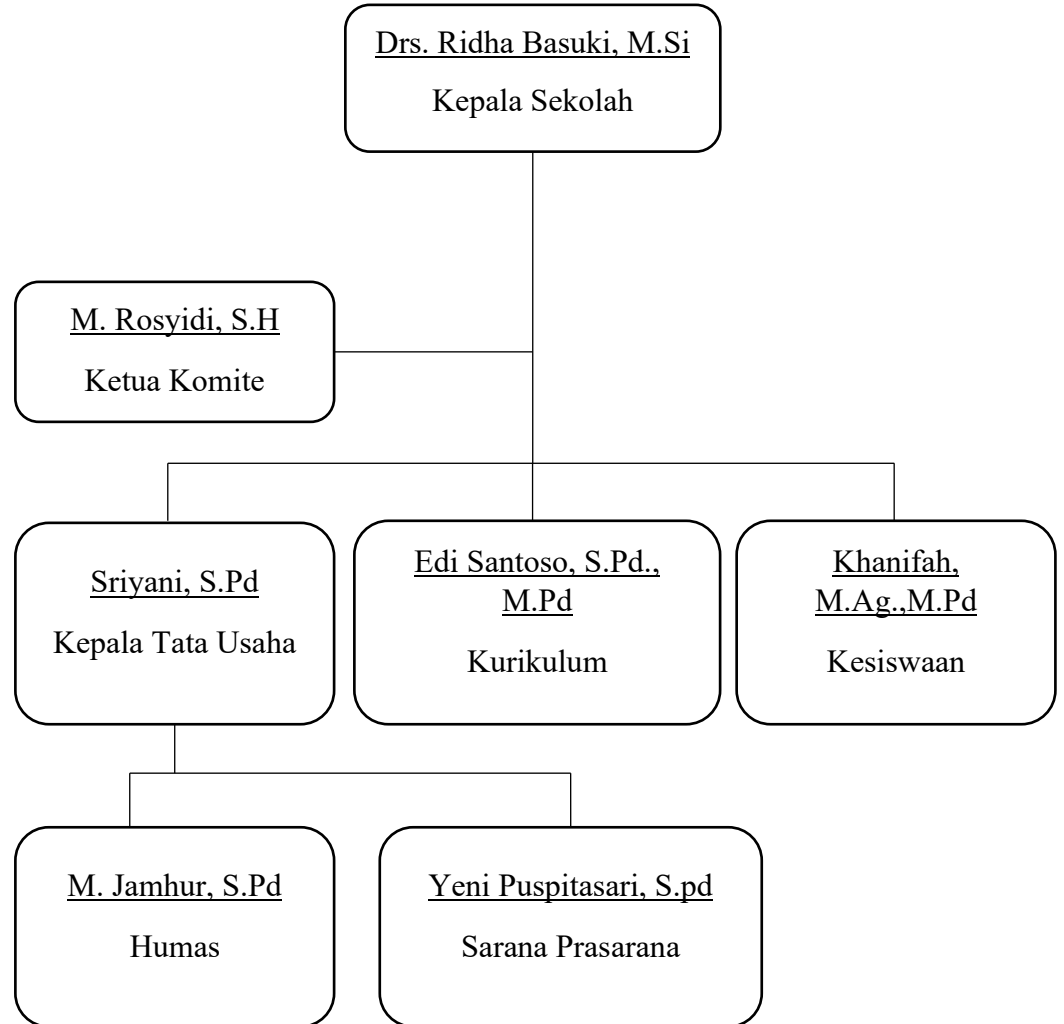 Drs. Ridha Basuki, M.Si
Kepala Sekolah
M. Rosyidi, S.H
Ketua Komite
Sriyani, S.Pd
Kepala Tata Usaha
Edi Santoso, S.Pd.,
M.Pd
Kurikulum
Khanifah,
M.Ag.,M.Pd
Kesiswaan
M. Jamhur, S.Pd
Humas
Yeni Puspitasari, S.pd
Sarana Prasarana